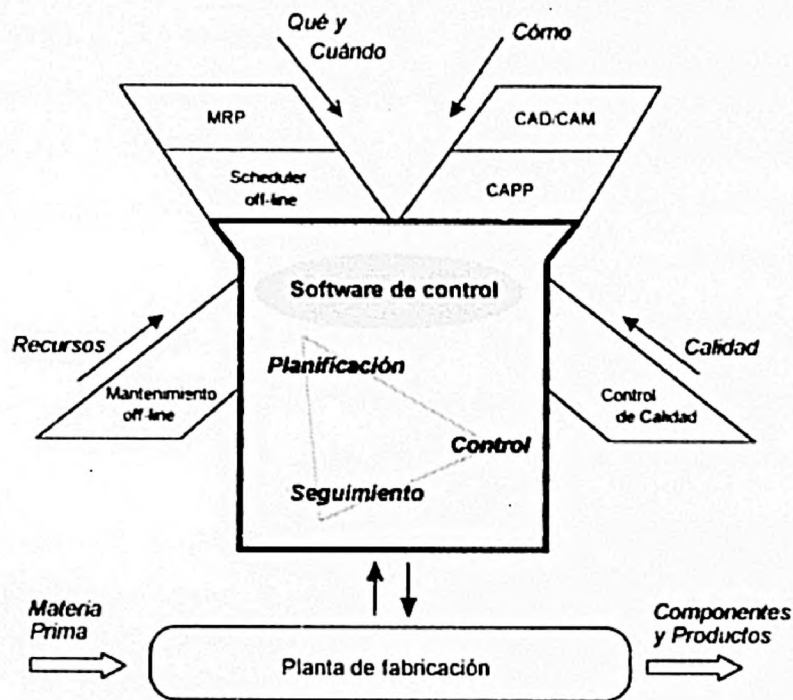 Qué y
Cuándo
Cómo
MRP
CAD/CAM
Scheduler
off-line
CAPP
Software de control
Recursos
Planificación
Calidad
Mantenimiento
off-line
Control
de Calidad
Control
Seguimiento
Materia
Prima
Componentes
y Productos
Planta de fabricación